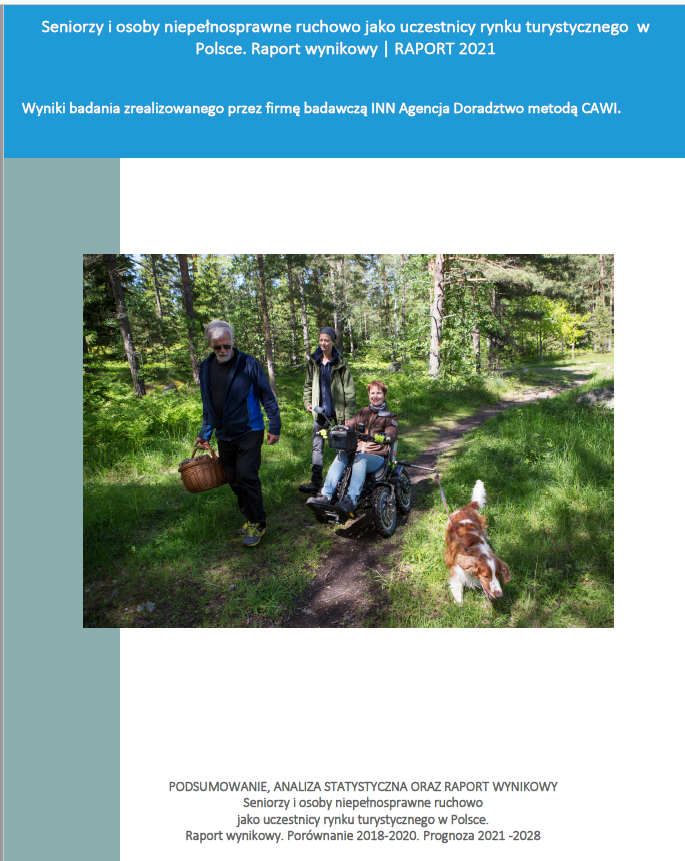 Seniorzy i osoby niepełnosprawne ruchowo jako uczestnicy rynku turystycznego w
Polsce. Raport wynikowy | RAPORT 2021
Wyniki badania zrealizowanego przez firmę badawczą INN Agencja Doradztwo metodą CAWI.
PODSUMOWANIE, ANALIZA STATYSTYCZNA ORAZ RAPORT WYNIKOWY
Seniorzy i osoby niepełnosprawne ruchowo
jako uczestnicy rynku turystycznego w Polsce.
Raport wynikowy. Porównanie 2018-2020. Prognoza 2021 -2028